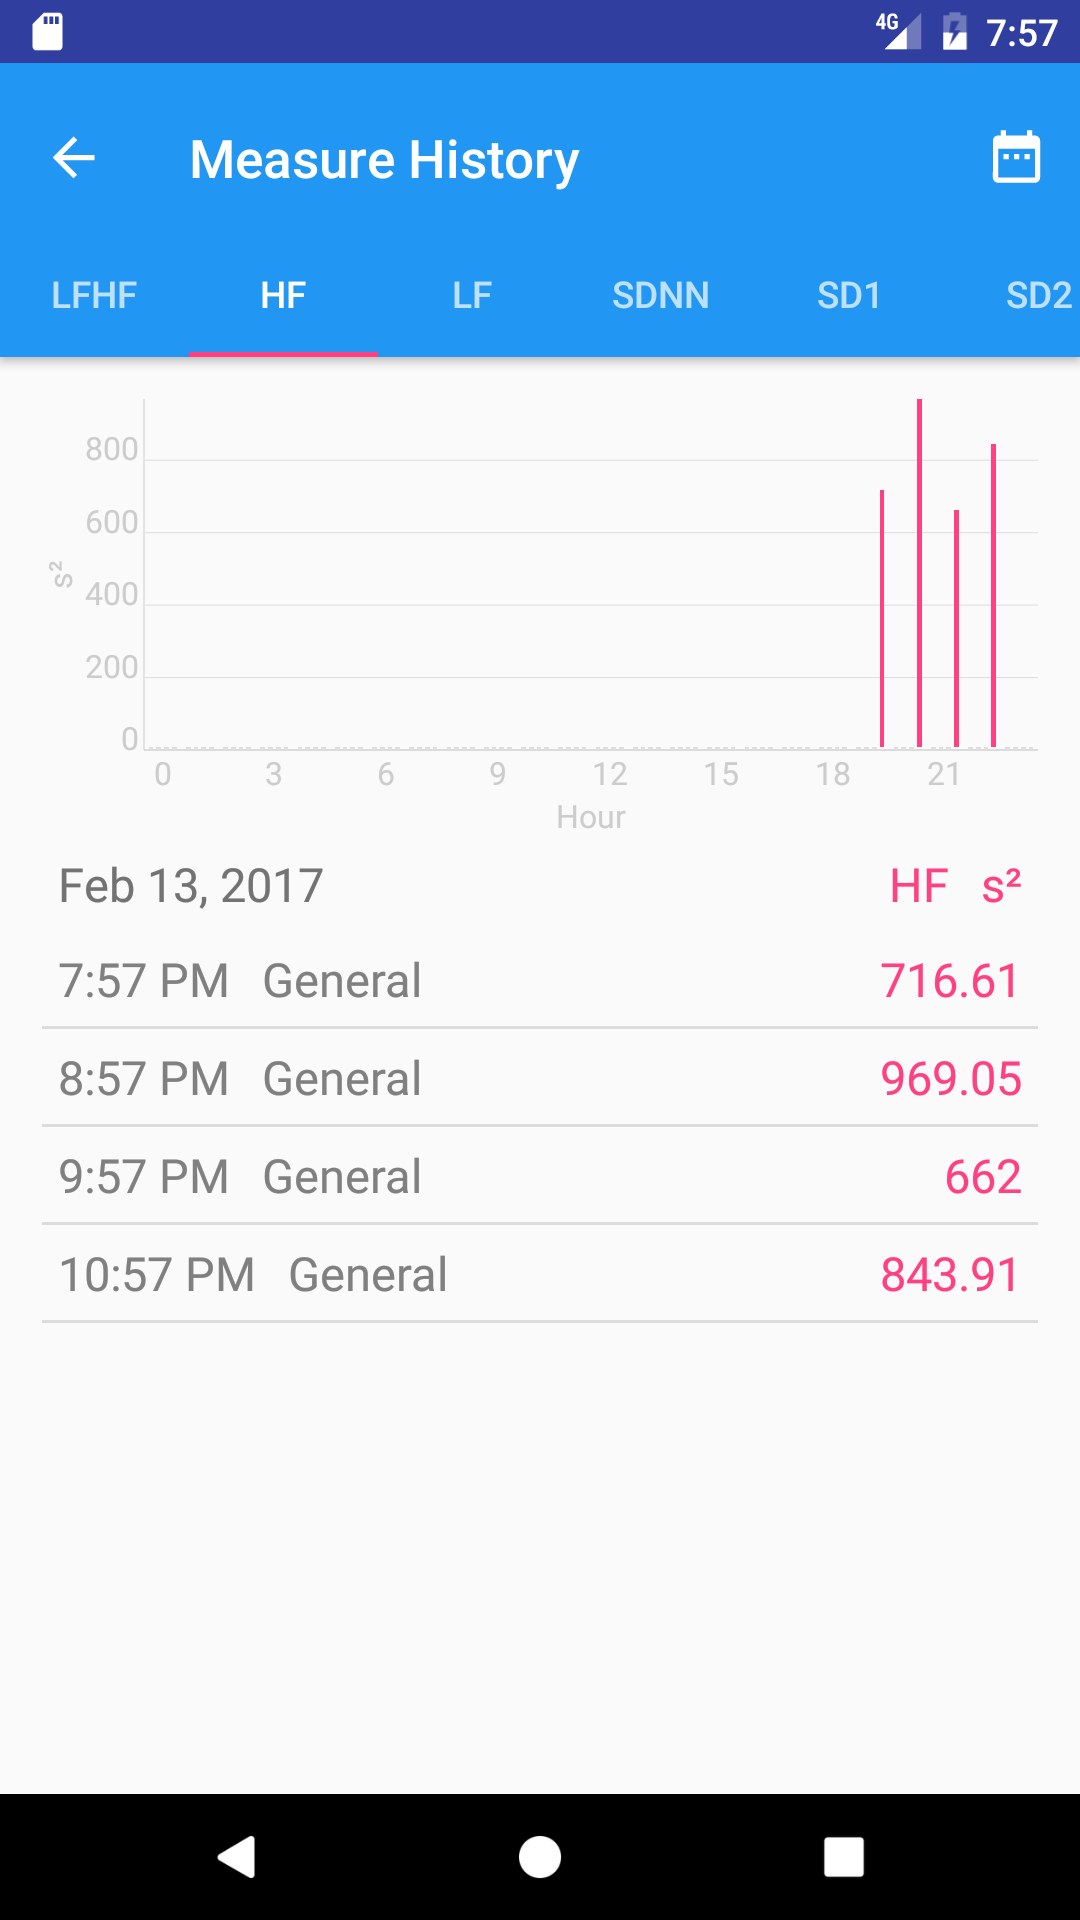 4G 7:57
Measure History
LFHF HF LF SDNN SD1 SD2
800
600
400
200
0
s²
0 3 6 9 12 15 18 21
Hour
Feb 13, 2017 HF s²
7:57 PM General 716.61
8:57 PM General 969.05
9:57 PM General 662
10:57 PM General 843.91